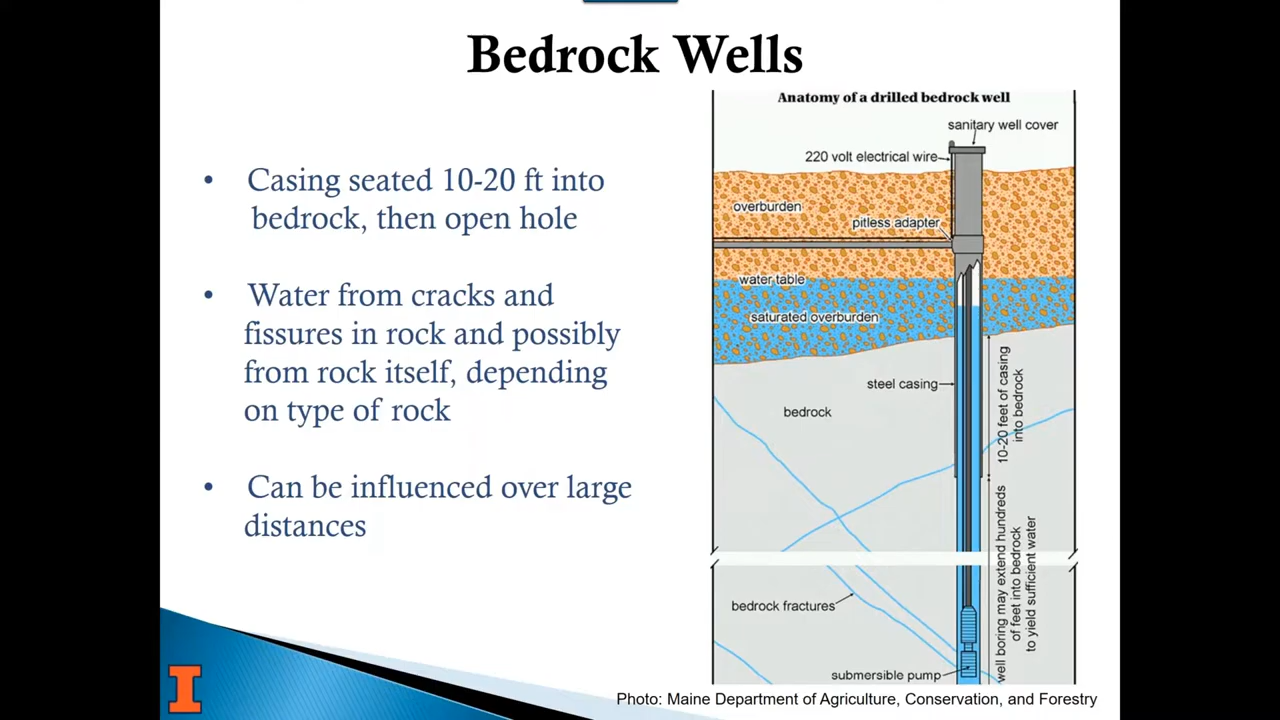 Bedrock Wells
• Casing seated 10-20 ft into
bedrock, then open hole
• Water from cracks and
fissures in rock and possibly
from rock itself, depending
on type of rock
• Can be influenced over large
distances
Anatomy of a drilled bedrock well
sanitary well cover
220 volt electrical wire
overburden
pitless adapter
water table
saturated overburden
steel casing
bedrock
10-20 feet of casing
into bedrock
bedrock fractures
well boring may extend hundreds
of feet into bedrock
to yield sufficient water
submersible pump
Photo: Maine Department of Agriculture, Conservation, and Forestry
I